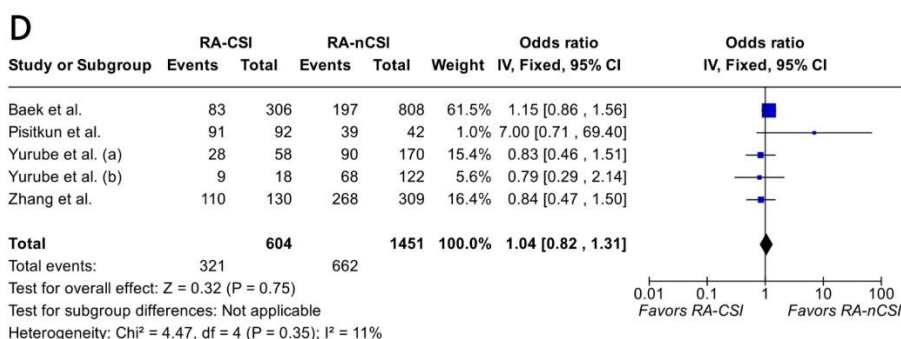 D
RA-CSI RA-nCSI Odds ratio Odds ratio
Study or Subgroup Events Total Events Total Weight IV, Fixed, 95% CI IV, Fixed, 95% CI
Baek et al. 83 306 197 808 61.5% 1.15 [0.86 , 1.56]
Pisitkun et al. 91 92 39 42 1.0% 7.00 [0.71 , 69.40]
Yurube et al. (a) 28 58 90 170 15.4% 0.83 [0.46 , 1.51]
Yurube et al. (b) 9 18 68 122 5.6% 0.79 [0.29 , 2.14]
Zhang et al. 110 130 268 309 16.4% 0.84 [0.47 , 1.50]
Total 604 1451 100.0% 1.04 [0.82 , 1.31]
Total events: 321 662
Test for overall effect: Z = 0.32 (P = 0.75)
Test for subgroup differences: Not applicable
Heterogeneity: Chi² = 4.47, df = 4 (P = 0.35); I² = 11%
0.01 0.1 1 10 100
Favors RA-CSI Favors RA-nCSI